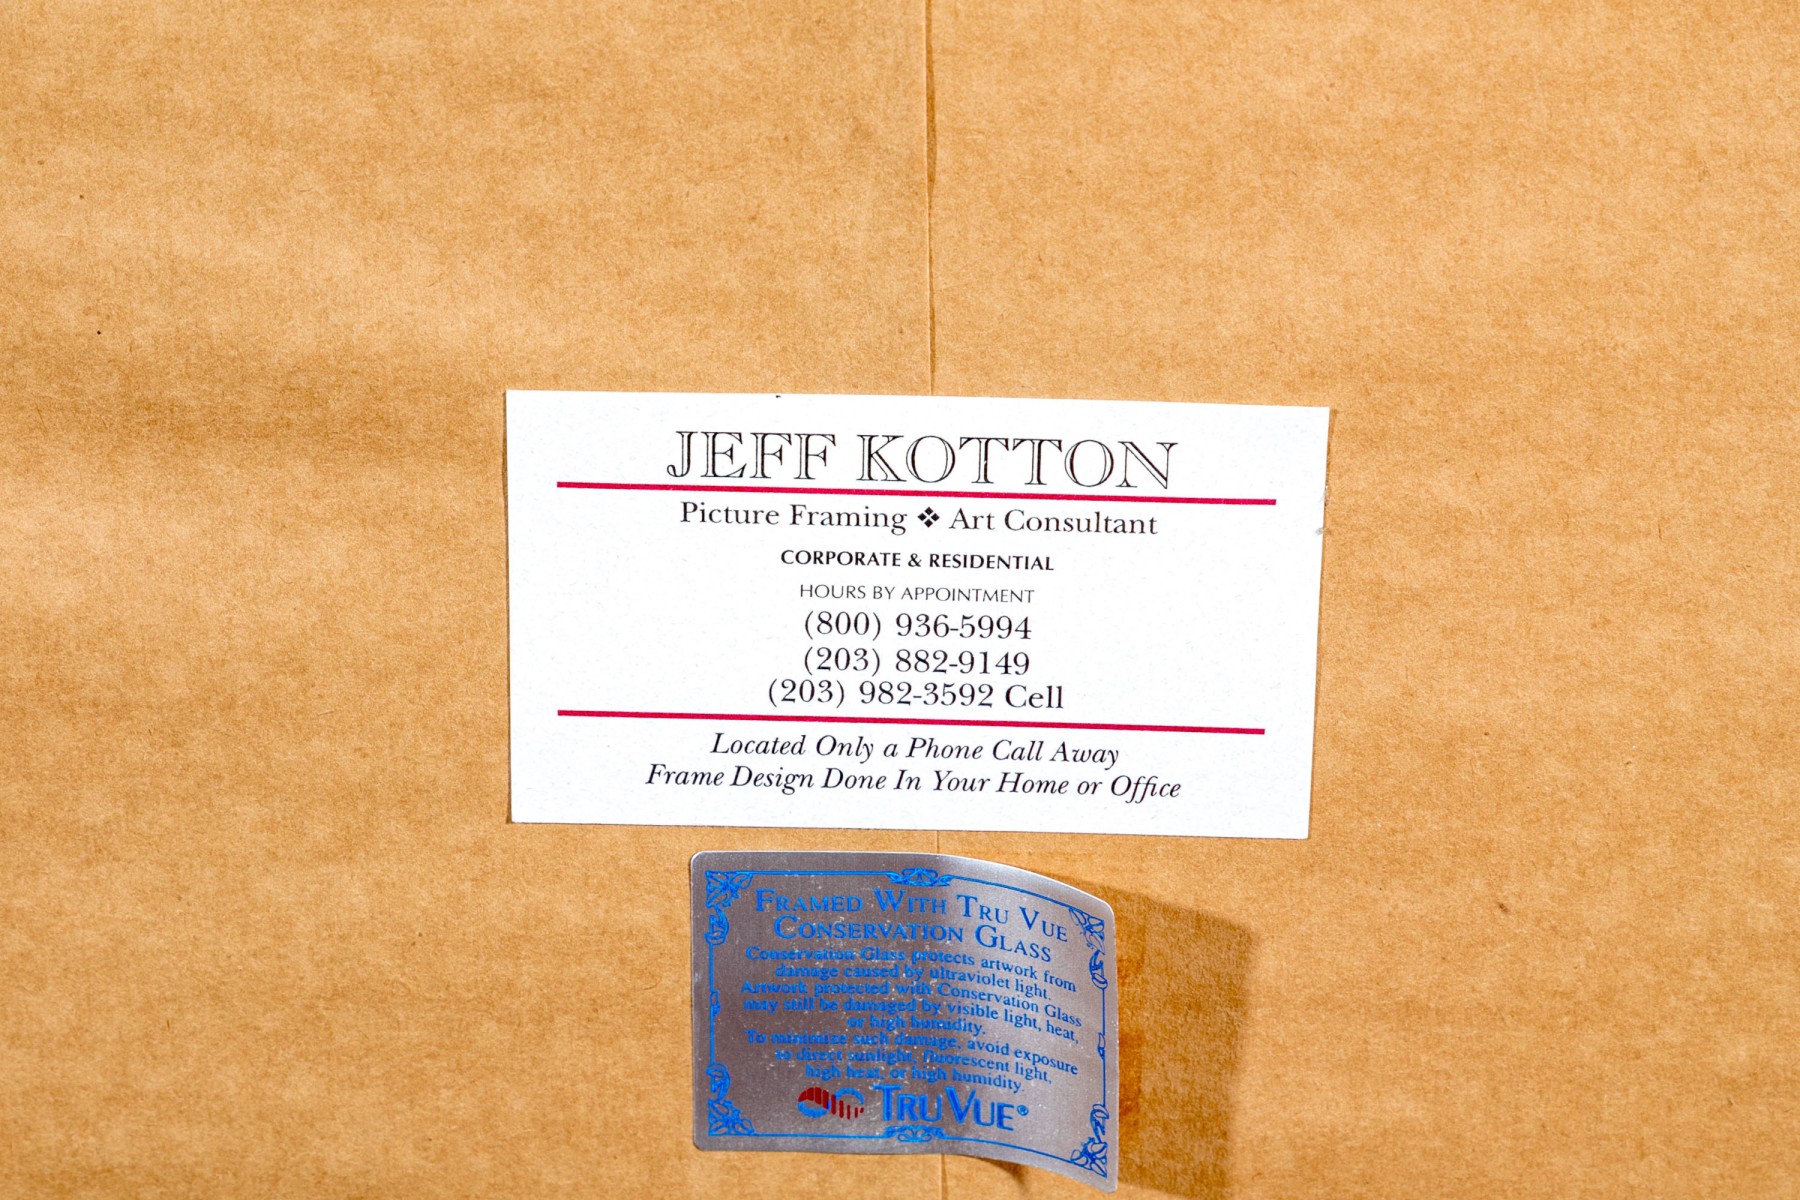 JEFF KOTTON
Picture Framing ❖ Art Consultant
CORPORATE & RESIDENTIAL
HOURS BY APPOINTMENT
(800) 936-5994
(203) 882-9149
(203) 982-3592 Cell
Located Only a Phone Call Away
Frame Design Done In Your Home or Office
FRAMED WITH TRU VUE
CONSERVATION GLASS
Conservation Glass protects artwork from
damage caused by ultraviolet light.
Artwork protected with Conservation Glass
may still be damaged by visible light, heat,
or high humidity.
To minimize such damage, avoid exposure
to direct sunlight, fluorescent light,
high heat, or high humidity.
TRU VUE®